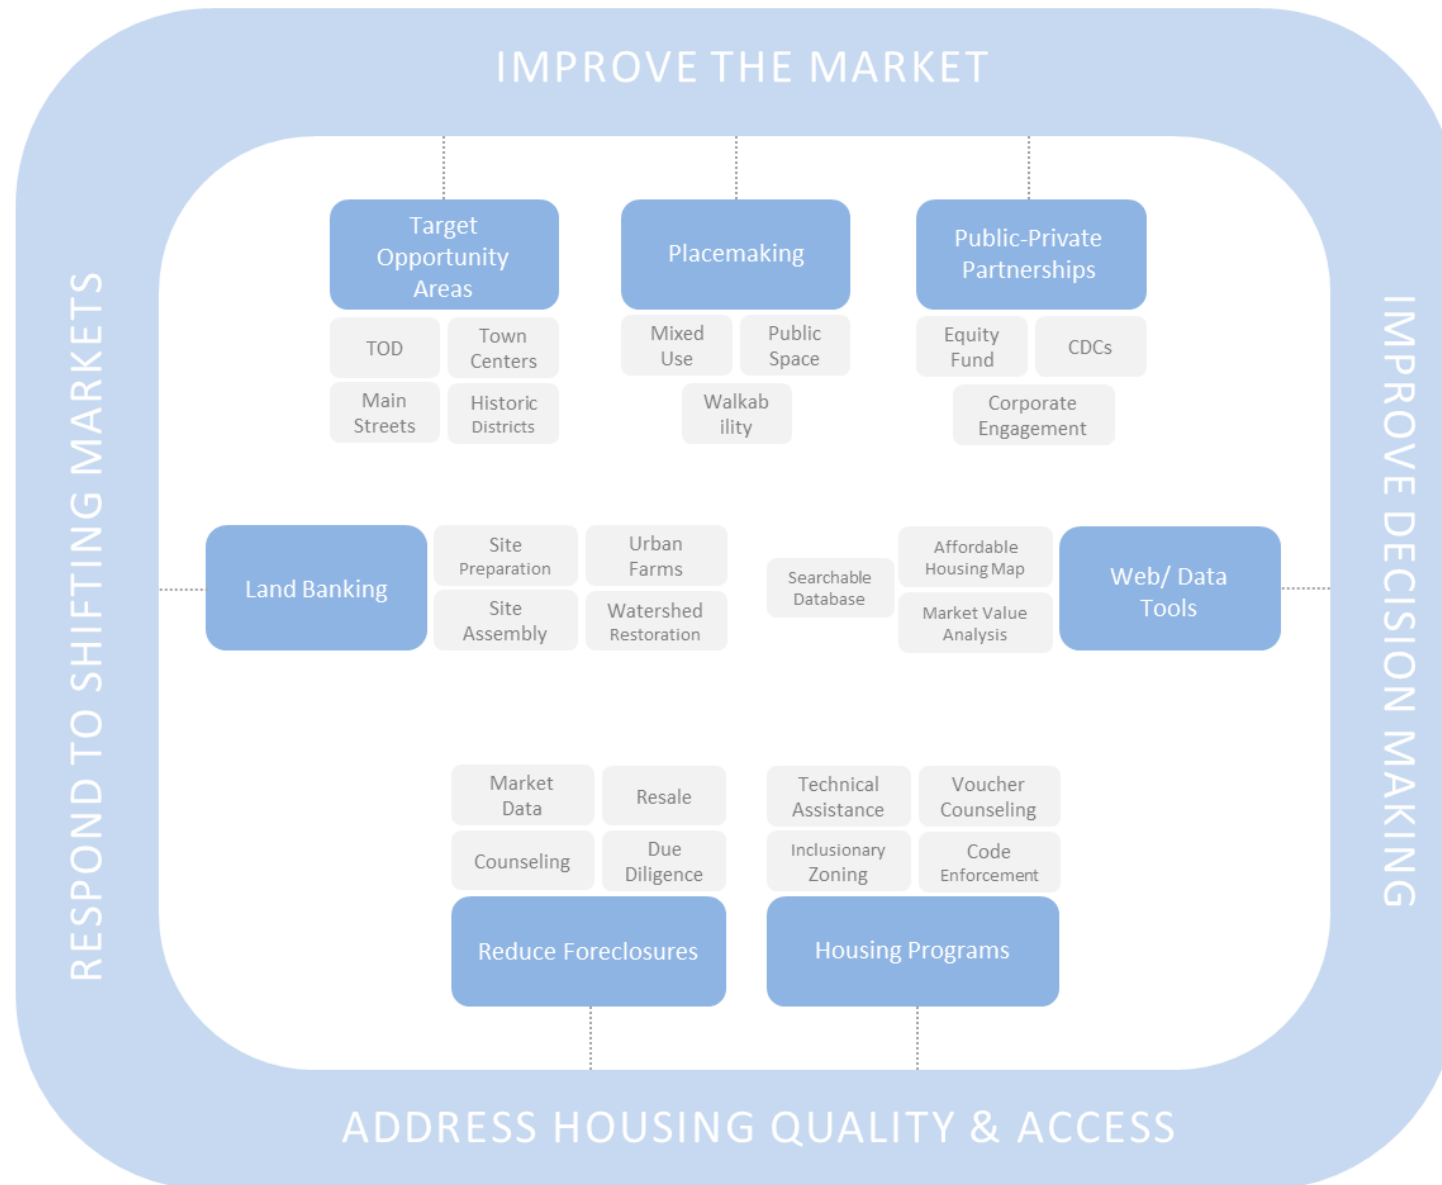 IMPROVE THE MARKET
Target
Opportunity
Areas
TOD
Town
Centers
Main
Streets
Historic
Districts
Placemaking
Mixed
Use
Public
Space
Walkab
ility
Public-Private
Partnerships
Equity
Fund
CDCs
Corporate
Engagement
RESPOND TO SHIFTING MARKETS
Land Banking
Site
Preparation
Urban
Farms
Site
Assembly
Watershed
Restoration
Searchable
Database
Affordable
Housing Map
Market Value
Analysis
Web/ Data
Tools
IMPROVE DECISION MAKING
Market
Data
Resale
Counseling
Due
Diligence
Reduce Foreclosures
Technical
Assistance
Voucher
Counseling
Inclusionary
Zoning
Code
Enforcement
Housing Programs
ADDRESS HOUSING QUALITY & ACCESS